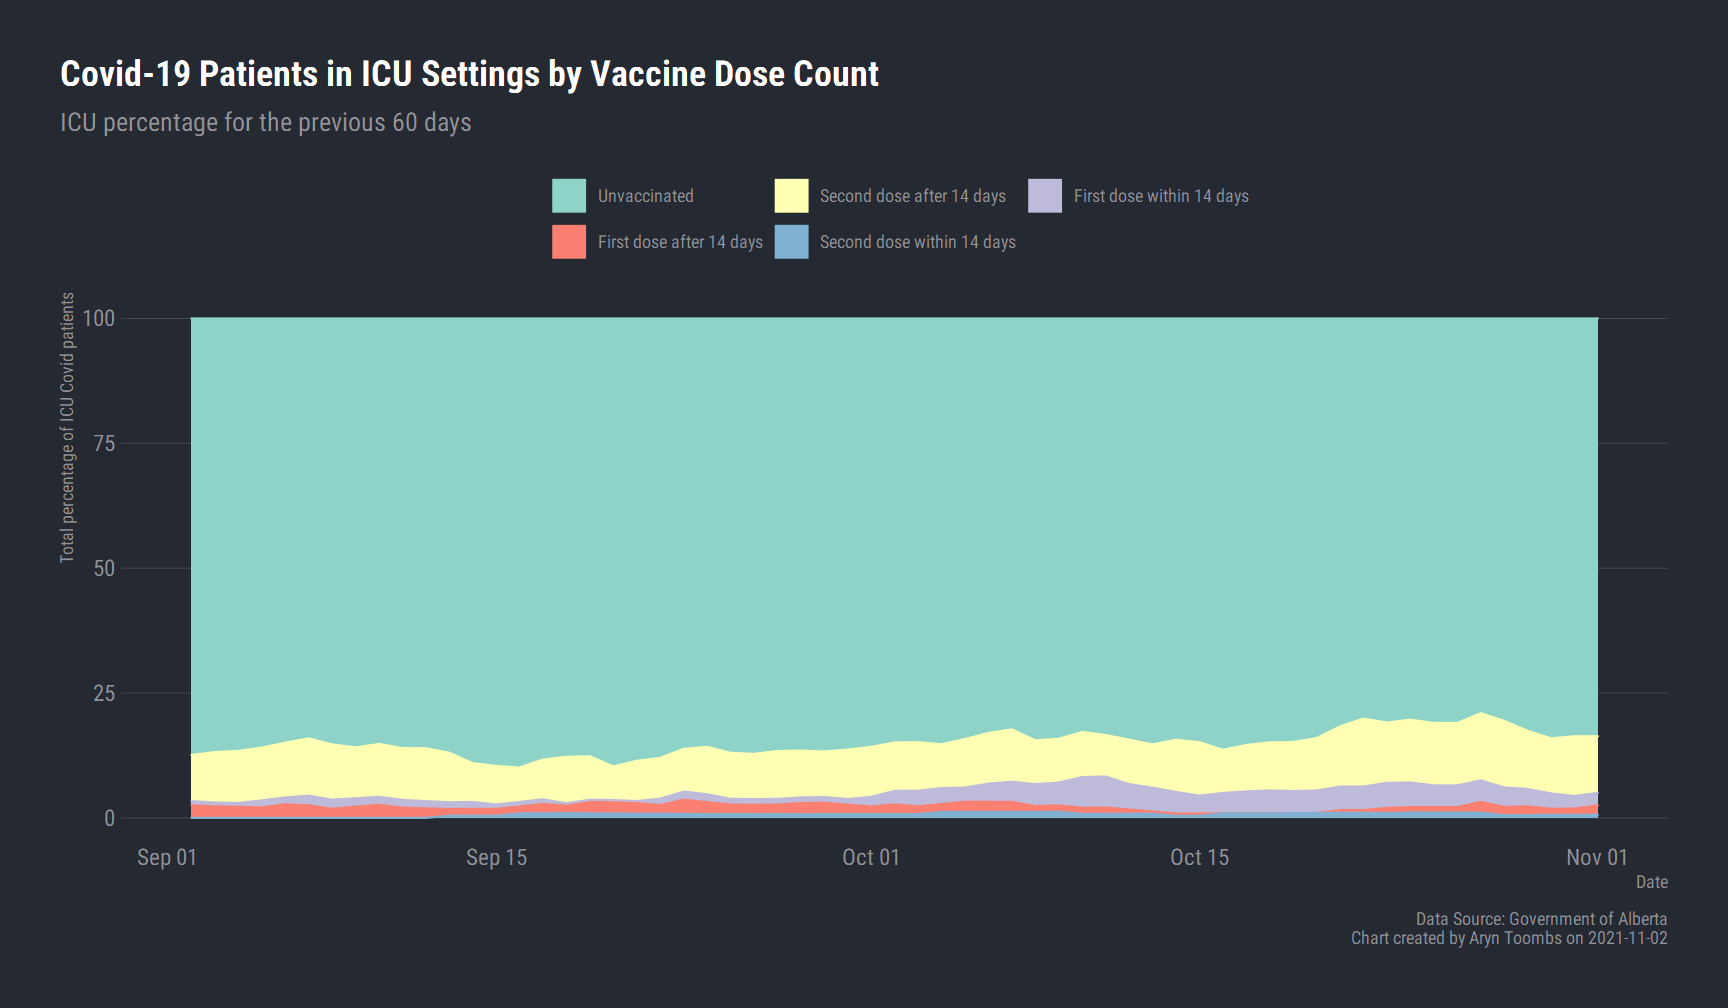 Covid-19 Patients in ICU Settings by Vaccine Dose Count
ICU percentage for the previous 60 days
Unvaccinated
Second dose after 14 days
First dose within 14 days
First dose after 14 days
Second dose within 14 days
Total percentage of ICU Covid patients
100
75
50
25
0
Sep 01
Sep 15
Oct 01
Oct 15
Nov 01
Date
Data Source: Government of Alberta
Chart created by Aryn Toombs on 2021-11-02